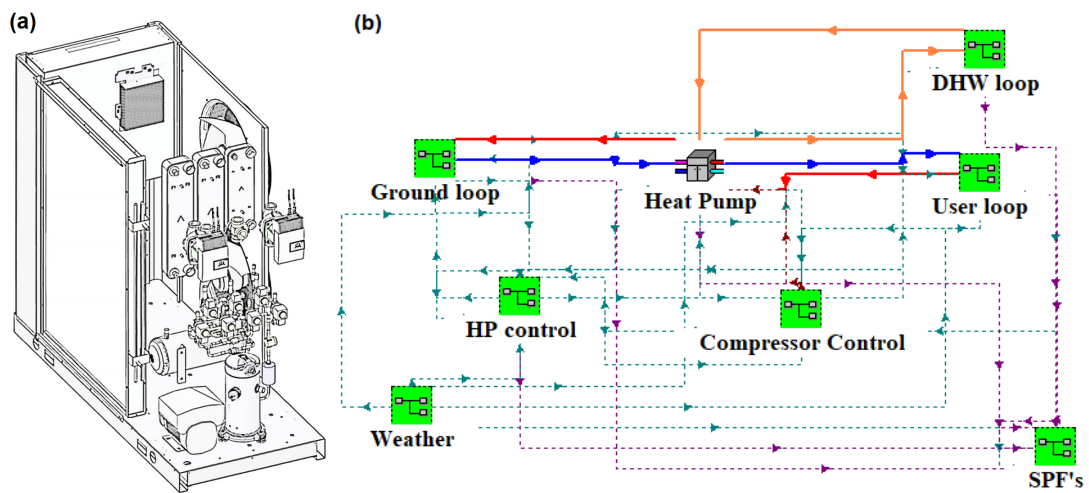 (a)
(b)
DHW loop
Ground loop
Heat Pump
User loop
HP control
Compressor Control
Weather
SPF's